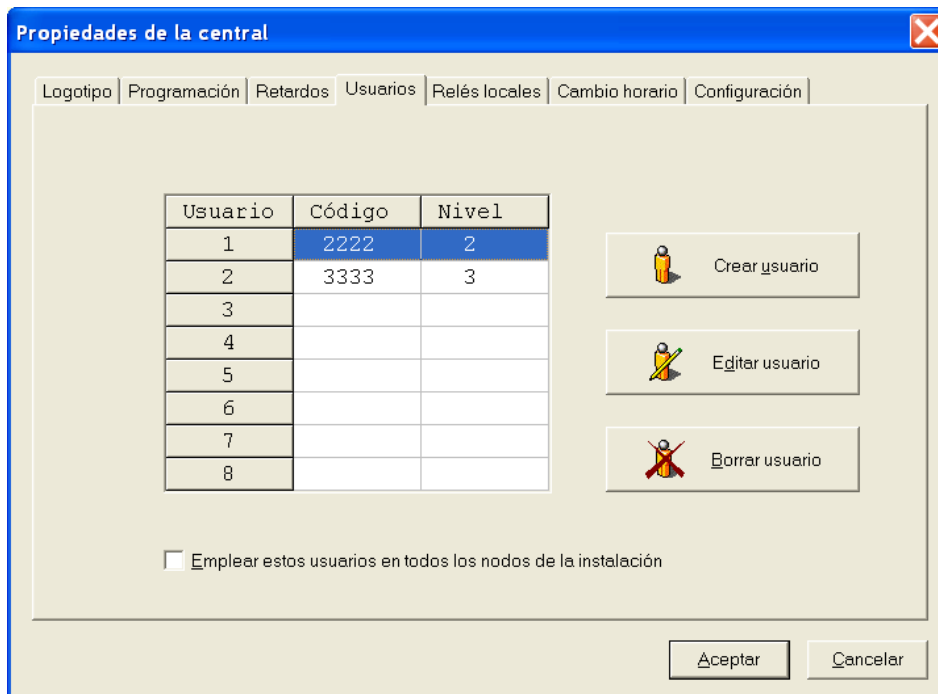 Propiedades de la central
Logotipo Programación Retardos Usuarios Relés locales Cambio horario Configuración
Usuario Código Nivel
1 2222 2
2 3333 3
3
4
5
6
7
8
Crear usuario
Editar usuario
Borrar usuario
Emplear estos usuarios en todos los nodos de la instalación
Aceptar Cancelar